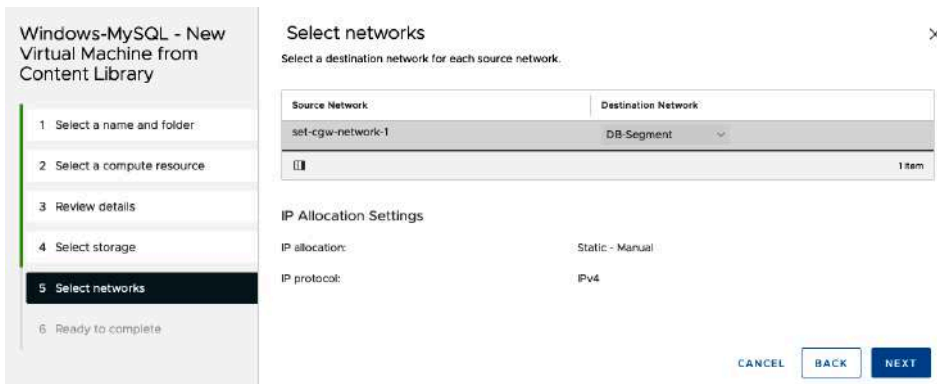 Windows-MySQL - New
Virtual Machine from
Content Library
1 Select a name and folder
2 Select a compute resource
3 Review details
4 Select storage
5 Select networks
6 Ready to complete
Select networks
Select a destination network for each source network.
Source Network Destination Network
set-cgw-network-1 DB-Segment
1 item
IP Allocation Settings
IP allocation: Static - Manual
IP protocol: IPv4
CANCEL BACK NEXT